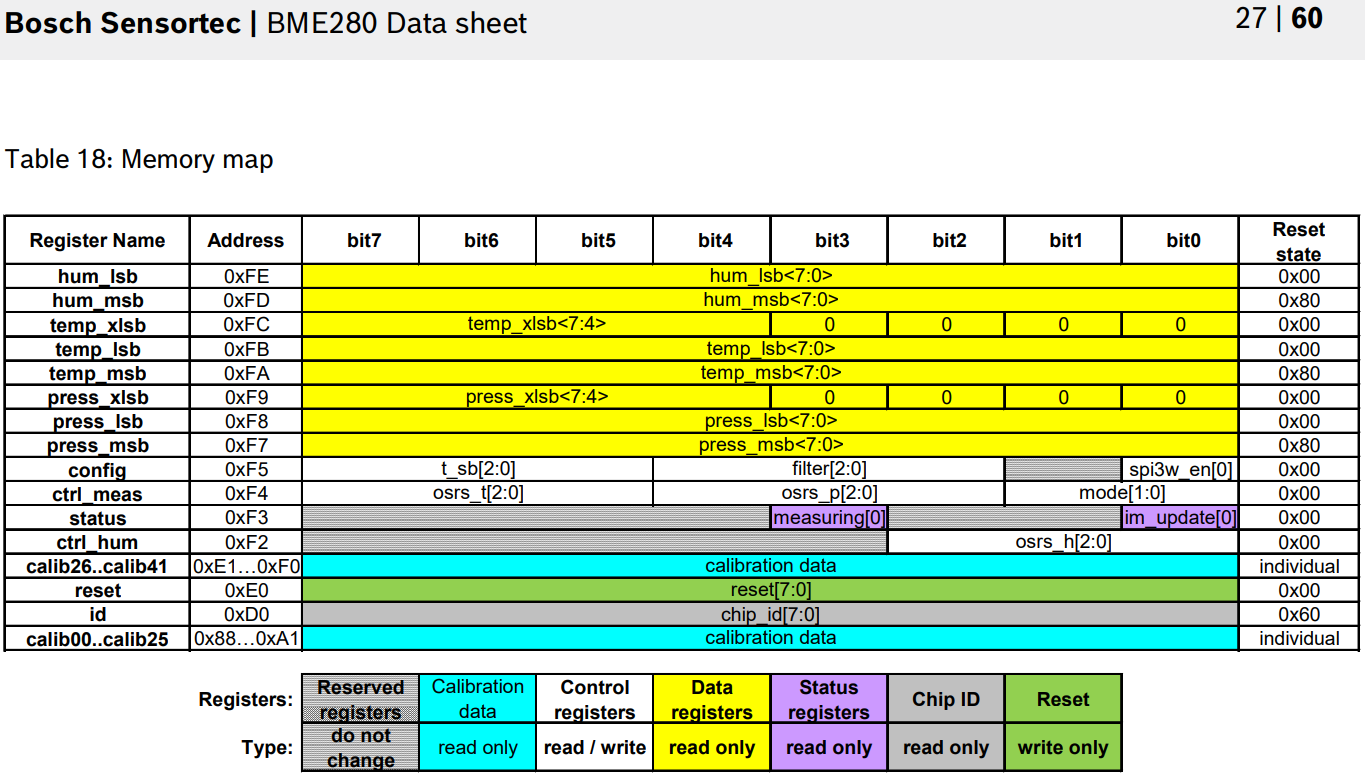 Bosch Sensortec | BME280 Data sheet 27 | 60
Table 18: Memory map
Register Name Address bit7 bit6 bit5 bit4 bit3 bit2 bit1 bit0 Reset state
hum_lsb 0xFE hum_lsb<7:0> 0x00
hum_msb 0xFD hum_msb<7:0> 0x80
temp_xlsb 0xFC temp_xlsb<7:4> 0 0 0 0 0x00
temp_lsb 0xFB temp_lsb<7:0> 0x00
temp_msb 0xFA temp_msb<7:0> 0x80
press_xlsb 0xF9 press_xlsb<7:4> 0 0 0 0 0x00
press_lsb 0xF8 press_lsb<7:0> 0x00
press_msb 0xF7 press_msb<7:0> 0x80
config 0xF5 t_sb[2:0] filter[2:0] spi3w_en[0] 0x00
ctrl_meas 0xF4 osrs_t[2:0] osrs_p[2:0] mode[1:0] 0x00
status 0xF3 measuring[0] im_update[0] 0x00
ctrl_hum 0xF2 osrs_h[2:0] 0x00
calib26..calib41 0xE1...0xF0 calibration data individual
reset 0xE0 reset[7:0] 0x00
id 0xD0 chip_id[7:0] 0x60
calib00..calib25 0x88...0xA1 calibration data individual
Registers: Reserved registers Calibration data Control registers Data registers Status registers Chip ID Reset
Type: do not change read only read / write read only read only read only write only